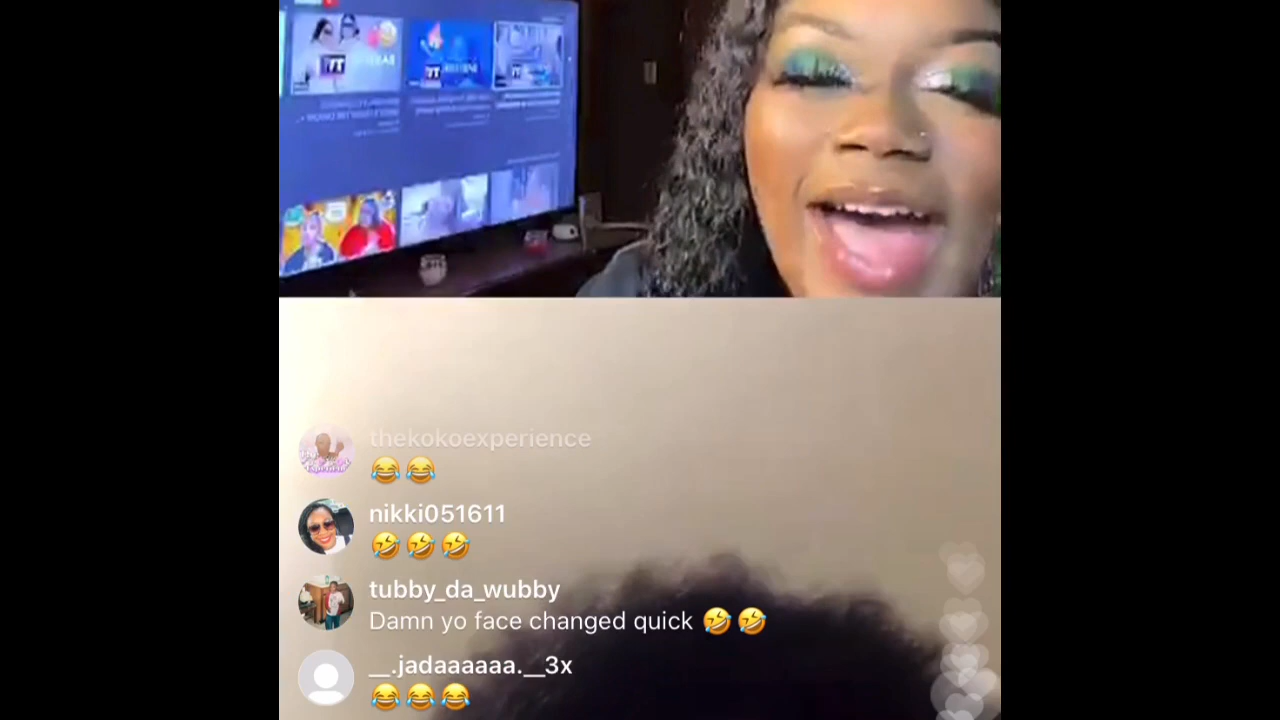 thekokoexperience
😂😂
nikki051611
🤣🤣🤣
tubby_da_wubby
Damn yo face changed quick 🤣🤣
__.jadaaaaaa.__3x
😂😂😂